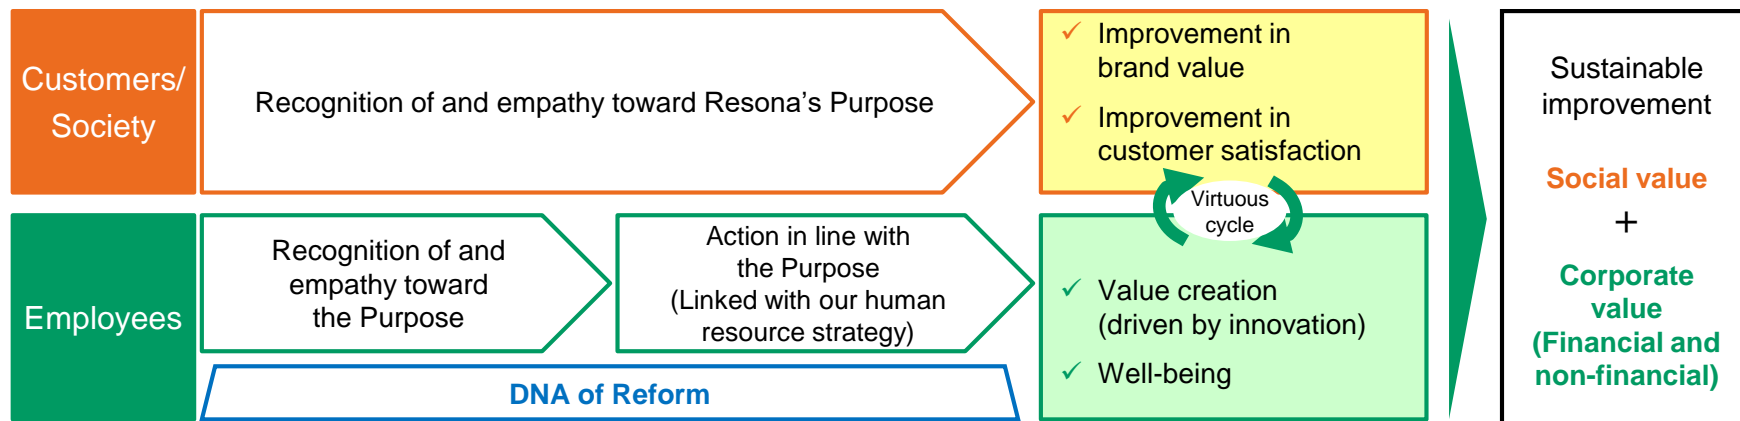 Customers/
Society
Recognition of and empathy toward Resona's Purpose
✓ Improvement in
brand value
✓ Improvement in
customer satisfaction
Virtuous
cycle
Employees
Recognition of and
empathy toward
the Purpose
Action in line with
the Purpose
(Linked with our human
resource strategy)
DNA of Reform
✓ Value creation
(driven by innovation)
✓ Well-being
Sustainable
improvement
Social value
+
Corporate
value
(Financial and
non-financial)